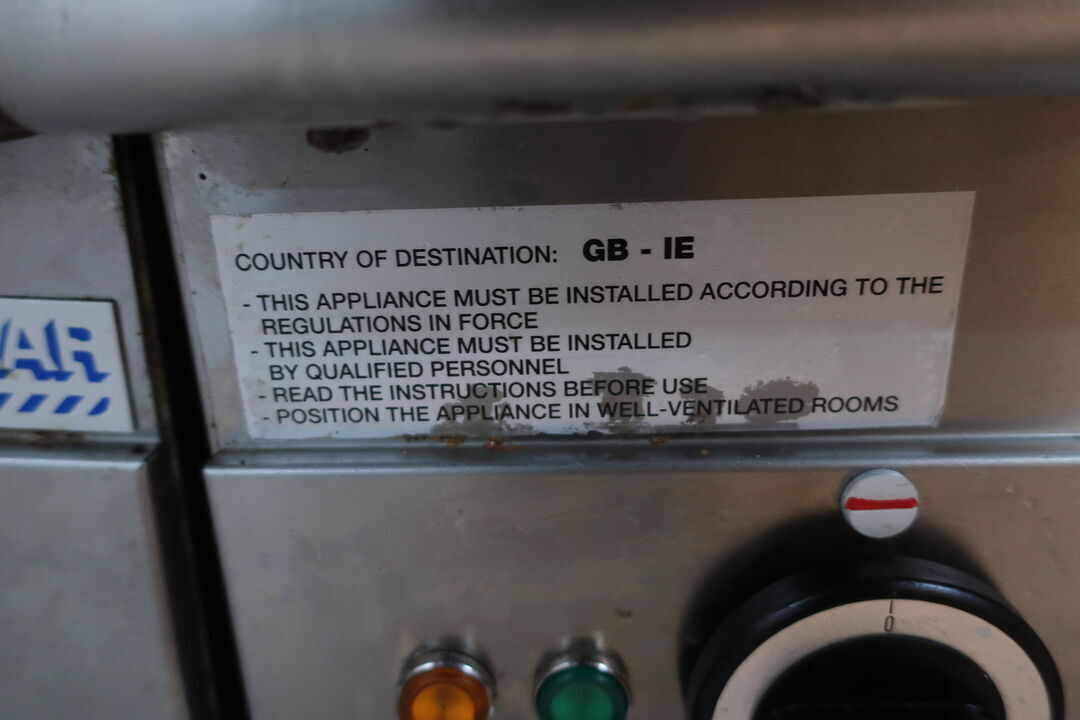 COUNTRY OF DESTINATION: GB - IE
- THIS APPLIANCE MUST BE INSTALLED ACCORDING TO THE
REGULATIONS IN FORCE
- THIS APPLIANCE MUST BE INSTALLED
BY QUALIFIED PERSONNEL
- READ THE INSTRUCTIONS BEFORE USE
- POSITION THE APPLIANCE IN WELL-VENTILATED ROOMS
0